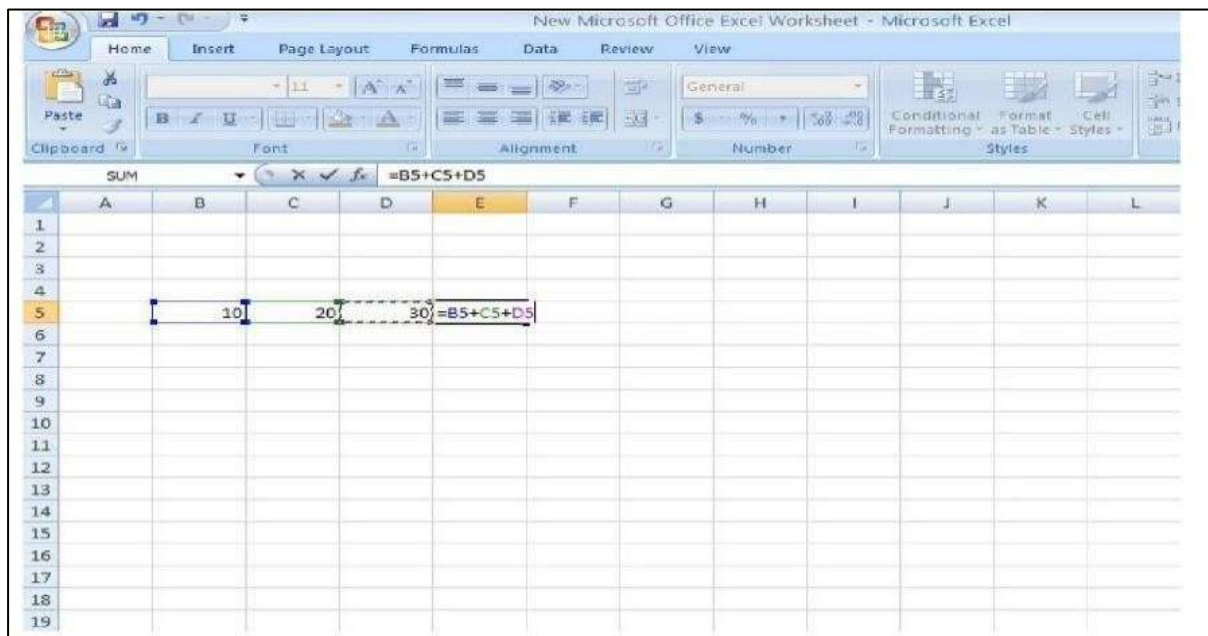 New Microsoft Office Excel Worksheet - Microsoft Excel
Home Insert Page Layout Formulas Data Review View
11 A A General
Paste B I U $ % , Conditional Formatting as Table Format Cell Styles
Clipboard Font Alignment Number Styles
SUM fx =B5+C5+D5
A B C D E F G H I J K L
1
2
3
4
5 10 20 30 =B5+C5+D5
6
7
8
9
10
11
12
13
14
15
16
17
18
19